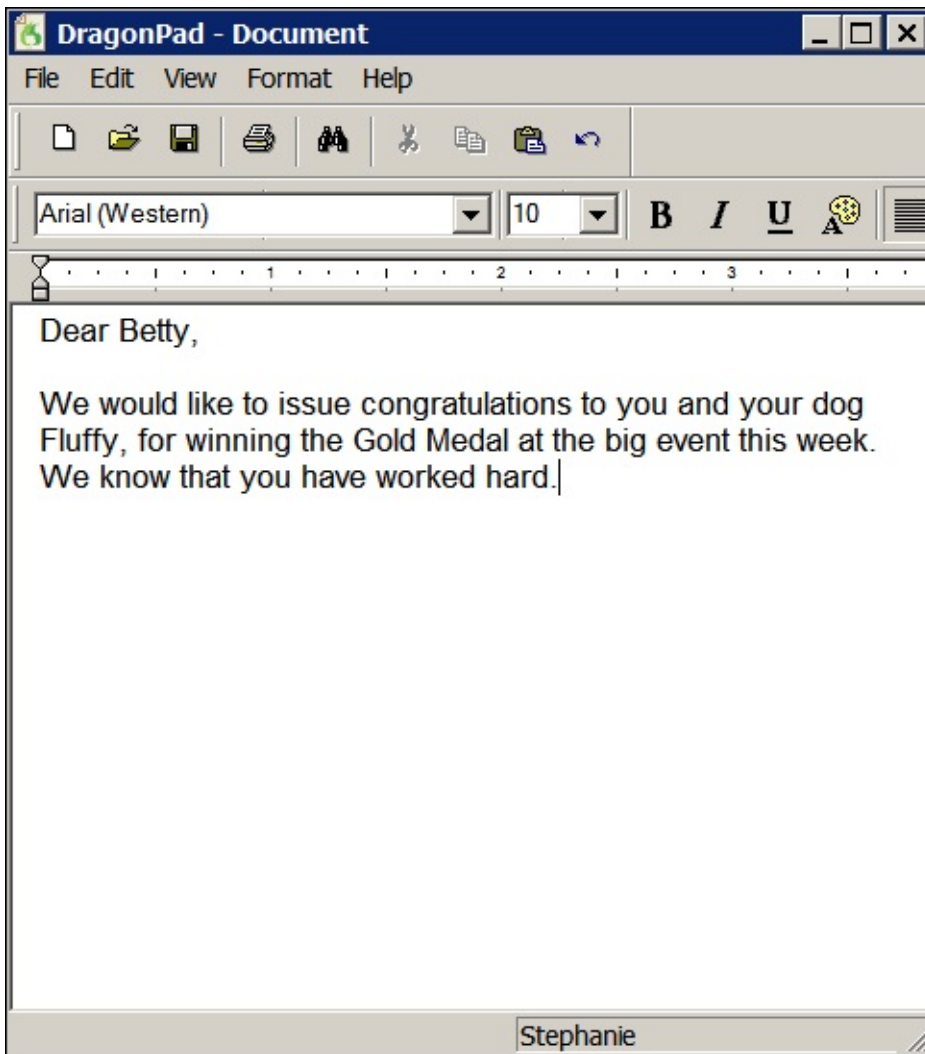 DragonPad - Document
File Edit View Format Help
Arial (Western) 10 B I U A
1 2 3
Dear Betty,
We would like to issue congratulations to you and your dog
Fluffy, for winning the Gold Medal at the big event this week.
We know that you have worked hard.
Stephanie